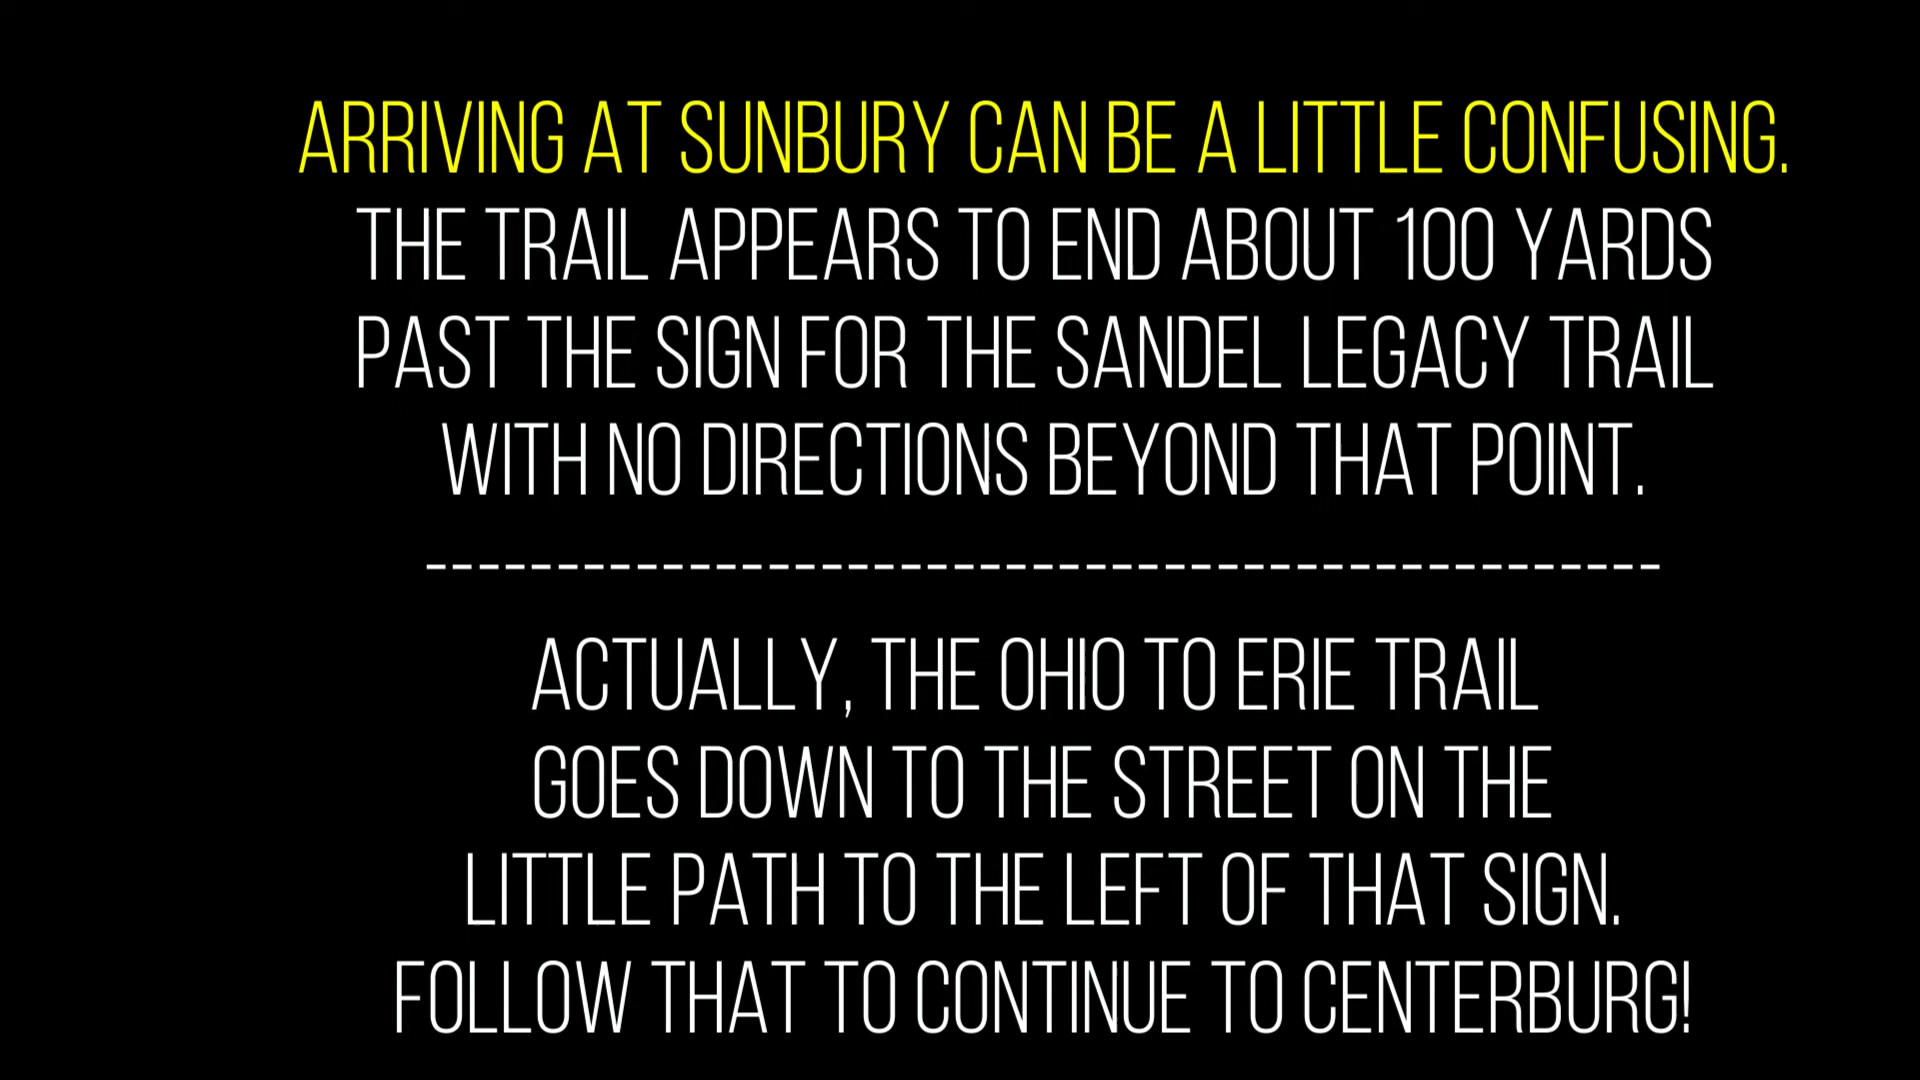 ARRIVING AT SUNBURY CAN BE A LITTLE CONFUSING.
THE TRAIL APPEARS TO END ABOUT 100 YARDS
PAST THE SIGN FOR THE SANDEL LEGACY TRAIL
WITH NO DIRECTIONS BEYOND THAT POINT.
-----------------------------------------------
ACTUALLY, THE OHIO TO ERIE TRAIL
GOES DOWN TO THE STREET ON THE
LITTLE PATH TO THE LEFT OF THAT SIGN.
FOLLOW THAT TO CONTINUE TO CENTERBURG!